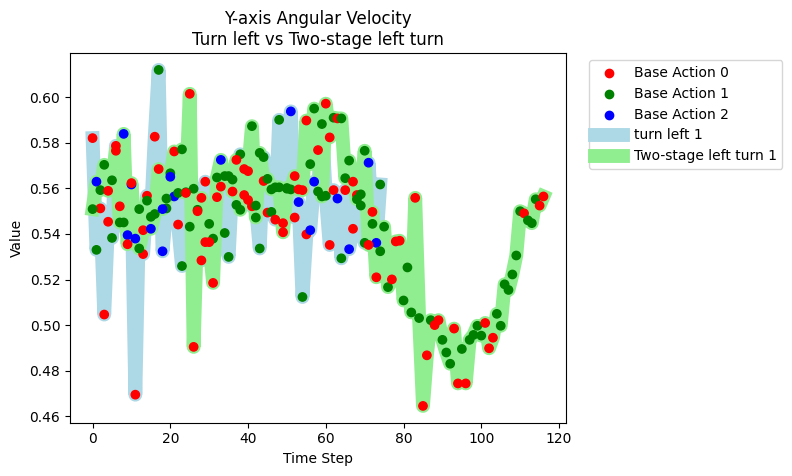 Y-axis Angular Velocity
Turn left vs Two-stage left turn
Value
0.60
0.58
0.56
0.54
0.52
0.50
0.48
0.46
0
20
40
60
80
100
120
Time Step
Base Action 0
Base Action 1
Base Action 2
turn left 1
Two-stage left turn 1